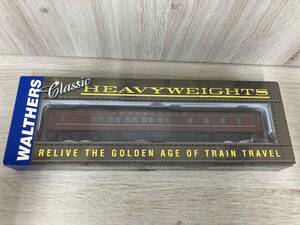 WALTHERS
Classic
HEAVYWEIGHTS
RELIVE THE GOLDEN AGE OF TRAIN TRAVEL